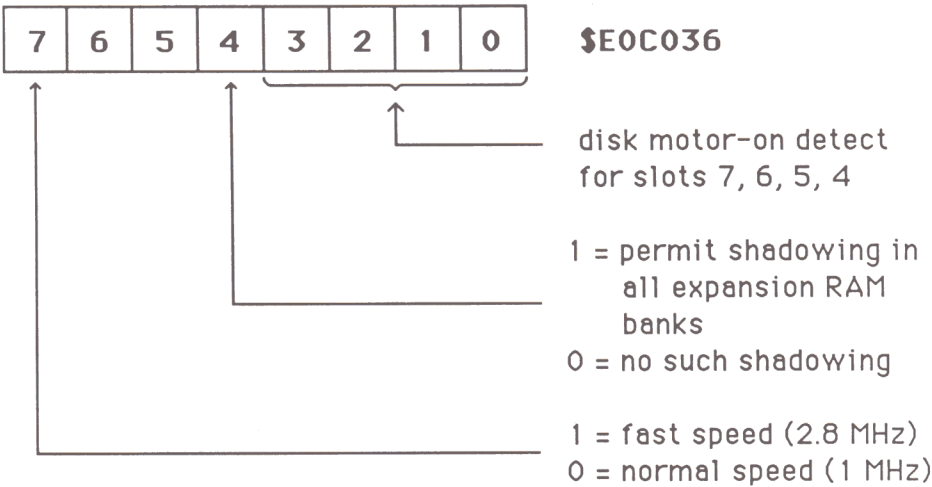 7 6 5 4 3 2 1 0 $E0C036
disk motor-on detect
for slots 7, 6, 5, 4
1 = permit shadowing in
all expansion RAM
banks
0 = no such shadowing
1 = fast speed (2.8 MHz)
0 = normal speed (1 MHz)